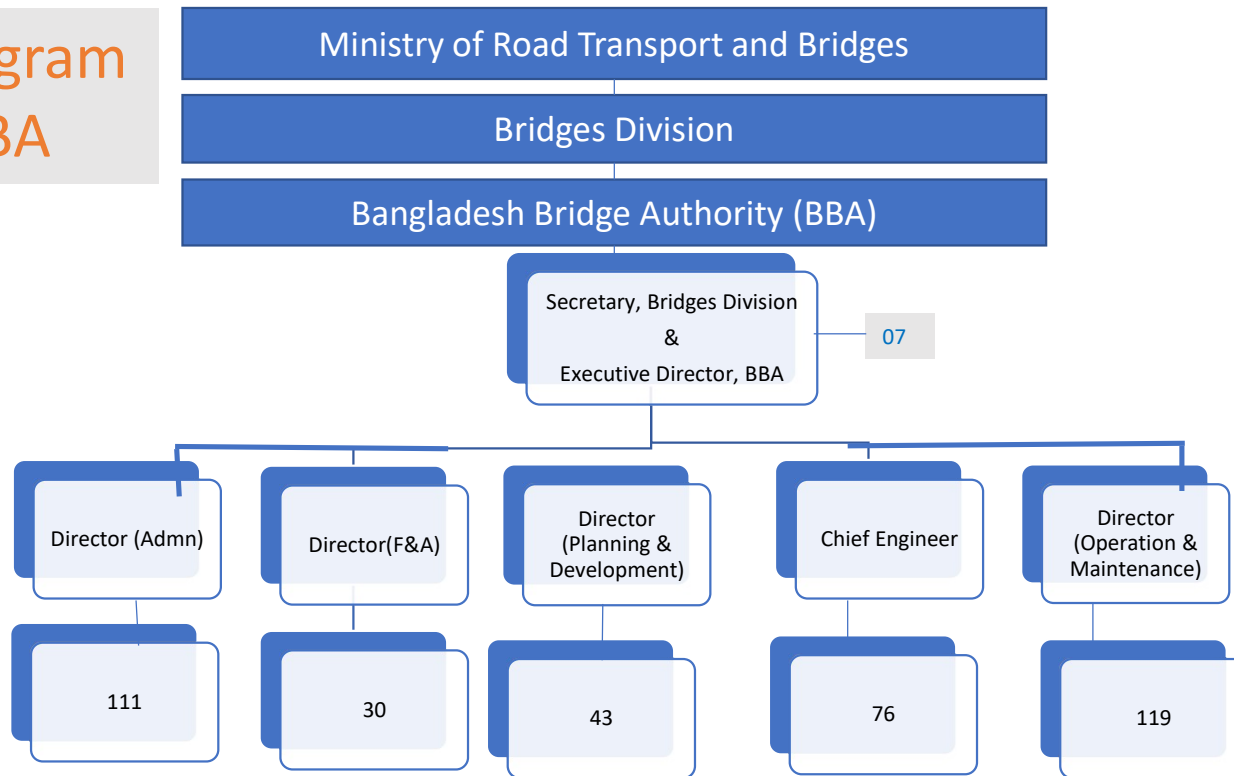 gram
BA
Ministry of Road Transport and Bridges
Bridges Division
Bangladesh Bridge Authority (BBA)
Secretary, Bridges Division
&
Executive Director, BBA
07
Director (Admn)
Director(F&A)
Director
(Planning &
Development)
Chief Engineer
Director
(Operation &
Maintenance)
111
30
43
76
119